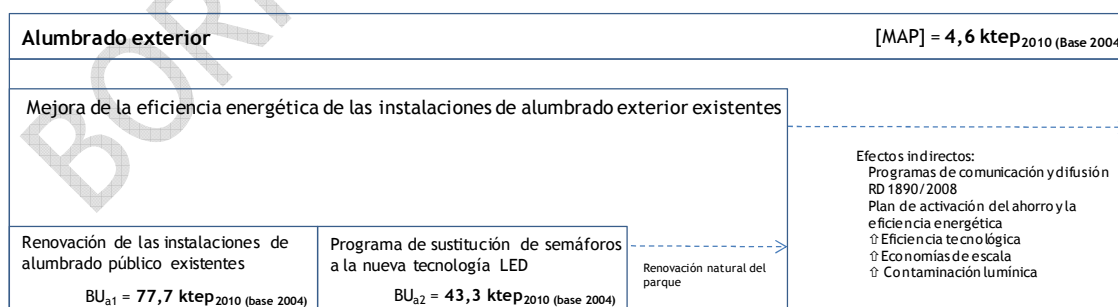 Alumbrado exterior
[MAP] = 4,6 ktep2010 (Base 2004
Mejora de la eficiencia energética de las instalaciones de alumbrado exterior existentes
Efectos indirectos:
Programas de comunicación y difusión
RD 1890/2008
Plan de activación del ahorro y la
eficiencia energética
⇧ Eficiencia tecnológica
⇧ Economías de escala
⇧ Contaminación lumínica
Renovación de las instalaciones de
alumbrado público existentes
BUa1 = 77,7 ktep2010 (base 2004)
Programa de sustitución de semáforos
a la nueva tecnología LED
BUa2 = 43,3 ktep2010 (base 2004)
Renovación natural del
parque